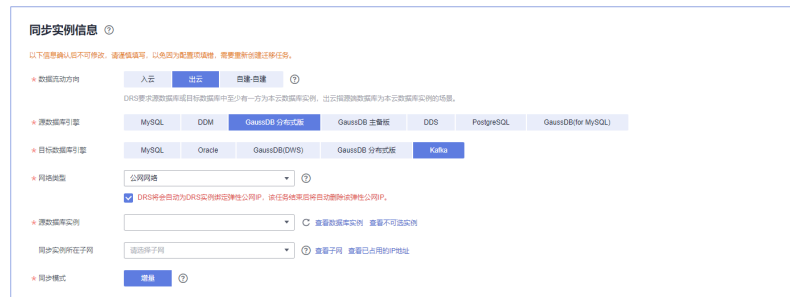 同步实例信息 ?
以下信息确认后不可修改，请谨慎填写，以免因为配置项填错，需要重新创建迁移任务。
* 数据流动方向 入云 出云 自建-自建 ?
DRS要求源数据库或目标数据库中至少有一方为本云数据库实例，出云指源端数据库为本云数据库实例的场景。
* 源数据库引擎 MySQL DDM GaussDB 分布式版 GaussDB 主备版 DDS PostgreSQL GaussDB(for MySQL)
* 目标数据库引擎 MySQL Oracle GaussDB(DWS) GaussDB 分布式版 Kafka
* 网络类型 公网网络 ?
DRS将会自动为DRS实例绑定弹性公网IP，该任务结束后将自动删除该弹性公网IP。
* 源数据库实例 查看数据库实例 查看不可选实例
同步实例所在子网 请选择子网 ? 查看子网 查看已占用的IP地址
* 同步模式 增量 ?